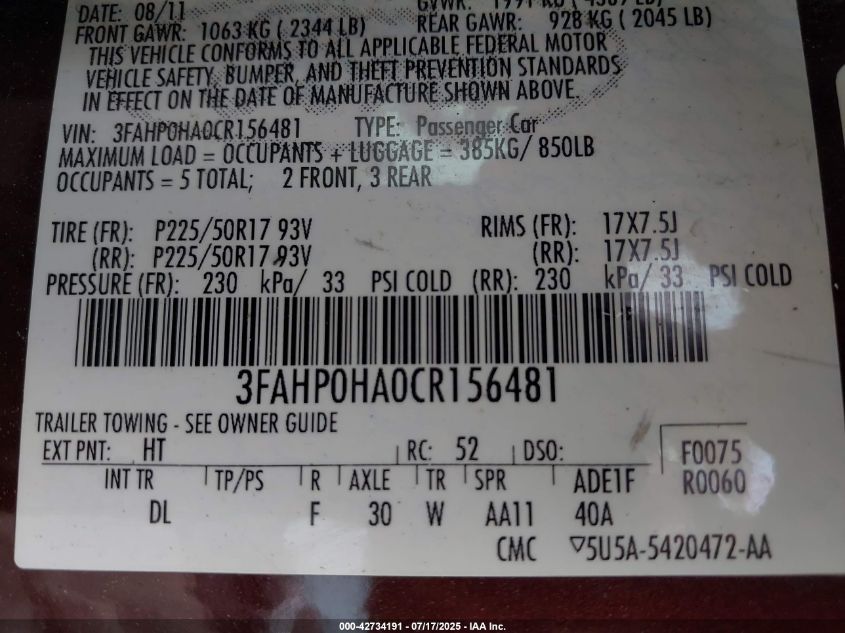 DATE: 08/11
FRONT GAWR: 1063 KG ( 2344 LB) REAR GAWR: 928 KG ( 2045 LB)
THIS VEHICLE CONFORMS TO ALL APPLICABLE FEDERAL MOTOR
VEHICLE SAFETY, BUMPER, AND THEFT PREVENTION STANDARDS
IN EFFECT ON THE DATE OF MANUFACTURE SHOWN ABOVE.
VIN: 3FAHP0HA0CR156481 TYPE: Passenger Car
MAXIMUM LOAD = OCCUPANTS + LUGGAGE = 385KG/ 850LB
OCCUPANTS = 5 TOTAL; 2 FRONT, 3 REAR
TIRE (FR): P225/50R17 93V RIMS (FR): 17X7.5J
(RR): P225/50R17 93V (RR): 17X7.5J
PRESSURE (FR): 230 kPa/ 33 PSI COLD (RR): 230 kPa/ 33 PSI COLD
3FAHP0HA0CR156481
TRAILER TOWING - SEE OWNER GUIDE
EXT PNT: HT RC: 52 DSO: F0075
INT TR TP/PS R AXLE TR SPR ADE1F R0060
DL F 30 W AA11 40A
CMC ▽5U5A-5420472-AA
000-42734191 - 07/17/2025 - IAA Inc.